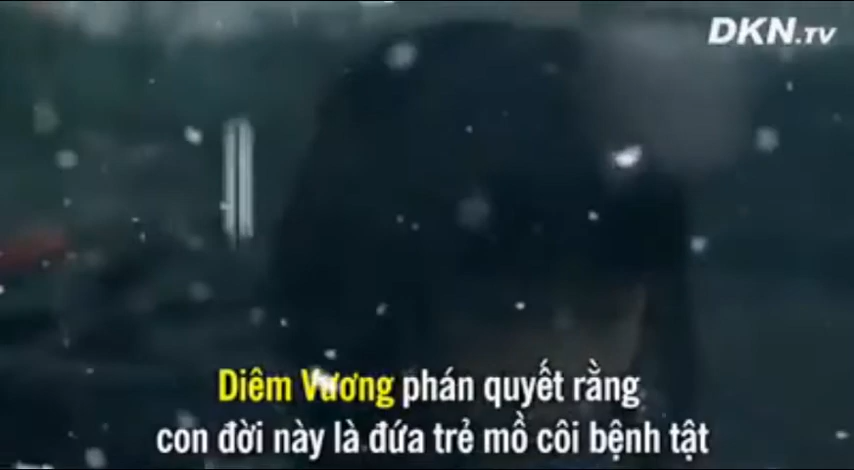 DKN.TV
Diêm Vương phán quyết rằng
con đời này là đứa trẻ mồ côi bệnh tật